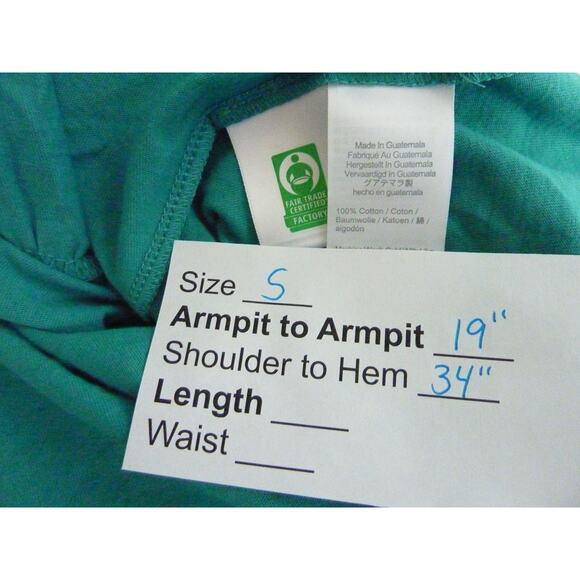 Made In Guatemala
Fabriqué Au Guatemala
Hergestellt In Guatemala
Vervaardigd in Guatemala
グアテマラ製
hecho en guatemala
100% Cotton / Coton /
Baumwolle / Katoen / 綿 /
algodón
FAIR TRADE
CERTIFIED
FACTORY
Size S
Armpit to Armpit 19"
Shoulder to Hem 34"
Length
Waist